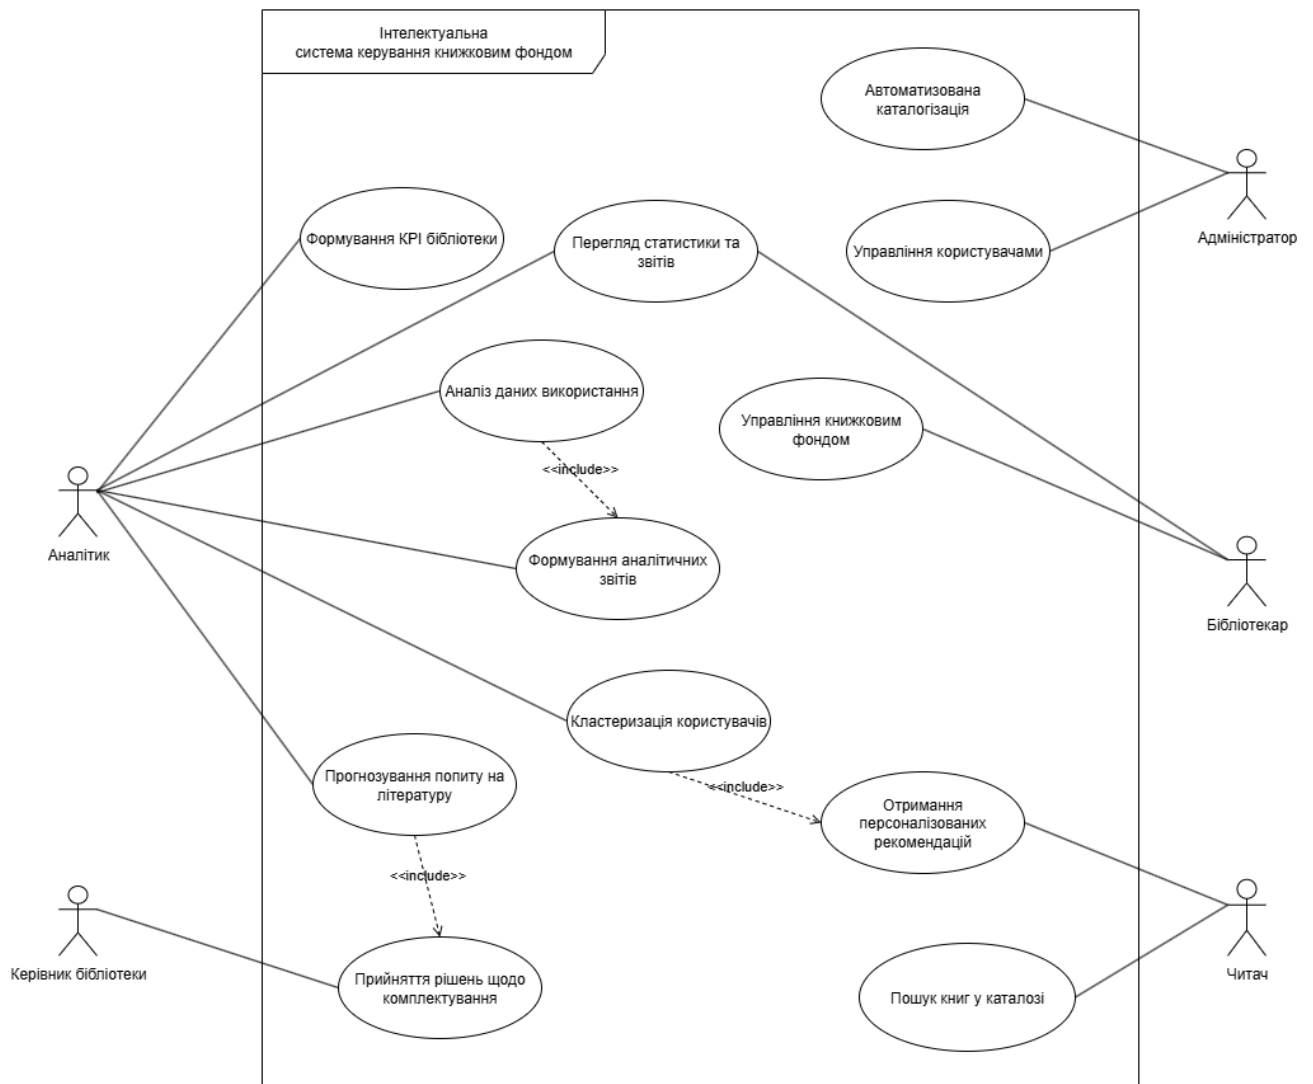 Інтелектуальна
система керування книжковим фондом
Автоматизована
каталогізація
Адміністратор
Формування KPI бібліотеки
Перегляд статистики та
звітів
Управління користувачами
Аналіз даних використання
Управління книжковим
фондом
<<include>>
Аналітик
Формування аналітичних
звітів
Бібліотекар
Кластеризація користувачів
Прогнозування попиту на
літературу
<<include>>
Отримання
персоналізованих
рекомендацій
<<include>>
Керівник бібліотеки
Прийняття рішень щодо
комплектування
Пошук книг у каталозі
Читач